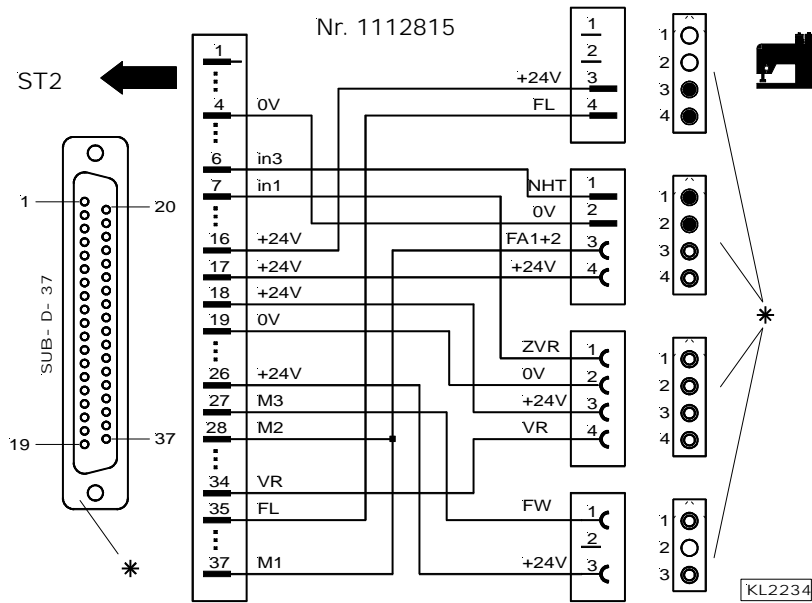 Nr. 1112815
ST2
1
4 0V
6 in3
7 in1
16 +24V
17 +24V
18 +24V
19 0V
26 +24V
27 M3
28 M2
34 VR
35 FL
37 M1
1
20
SUB- D- 37
19
37
*
1
2
+24V 3
FL 4
NHT 1
0V 2
FA1+2 3
+24V 4
ZVR 1
0V 2
+24V 3
VR 4
FW 1
2
+24V 3
1
2
3
4
1
2
3
4
1
2
3
4
1
2
3
*
KL2234